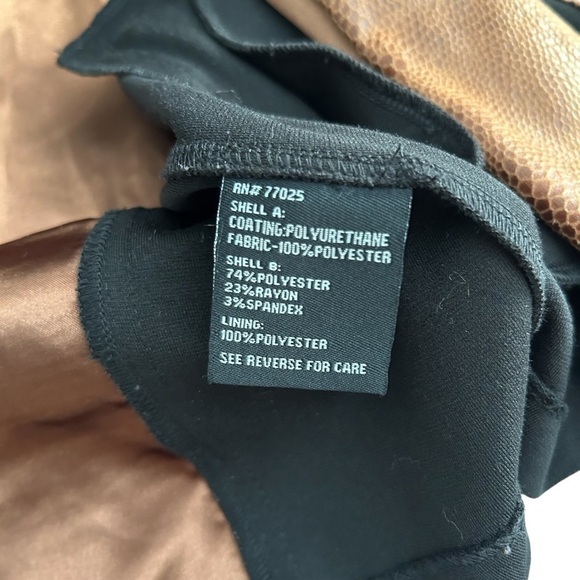 RN# 77025
SHELL A:
COATING:POLYURETHANE
FABRIC-100%POLYESTER
SHELL B:
74%POLYESTER
23%RAYON
3%SPANDEX
LINING:
100%POLYESTER
SEE REVERSE FOR CARE